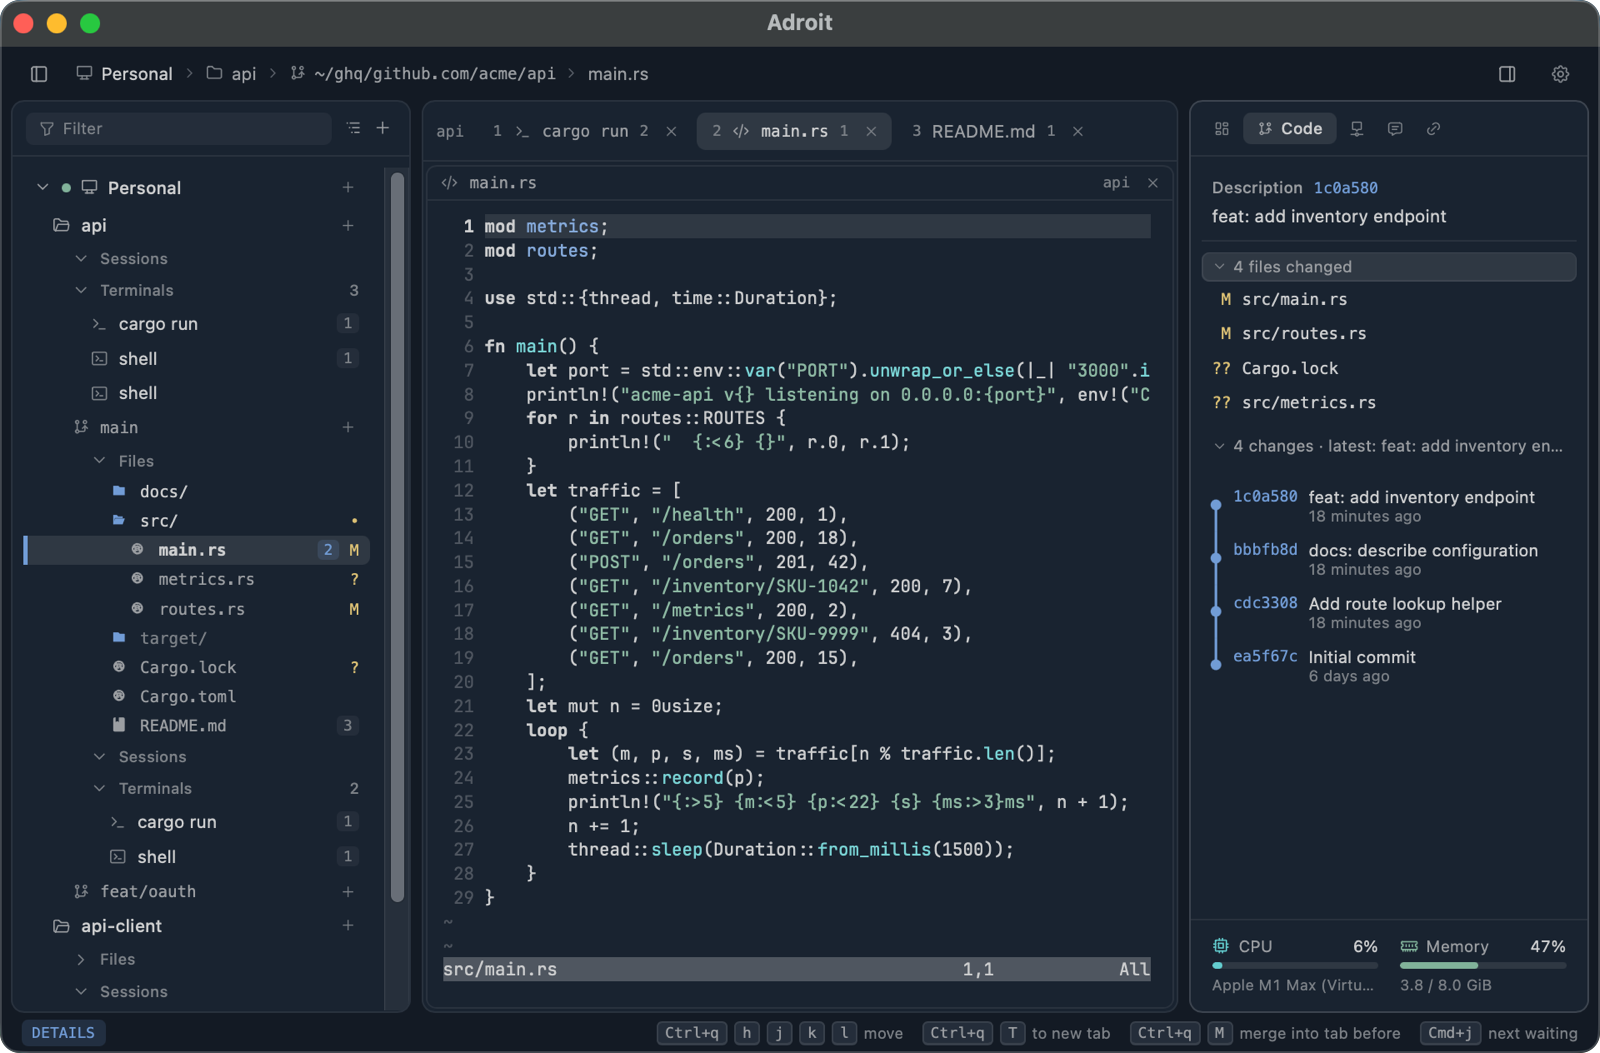 Adroit
Personal > api > ~/ghq/github.com/acme/api > main.rs
Filter
Personal
api
Sessions
Terminals 3
cargo run 1
shell 1
shell
main
Files
docs/
src/
main.rs 2 M
metrics.rs ?
routes.rs M
target/
Cargo.lock ?
Cargo.toml
README.md 3
Sessions
Terminals 2
cargo run 1
shell 1
feat/oauth
api-client
Files
Sessions
api 1 cargo run 2 × 2 </> main.rs 1 × 3 README.md 1 ×
</> main.rs api ×
1 mod metrics;
2 mod routes;
3
4 use std::{thread, time::Duration};
5
6 fn main() {
7 let port = std::env::var("PORT").unwrap_or_else(|_| "3000".i
8 println!("acme-api v{} listening on 0.0.0.0:{port}", env!("C
9 for r in routes::ROUTES {
10 println!("  {:<6} {}", r.0, r.1);
11 }
12 let traffic = [
13 ("GET", "/health", 200, 1),
14 ("GET", "/orders", 200, 18),
15 ("POST", "/orders", 201, 42),
16 ("GET", "/inventory/SKU-1042", 200, 7),
17 ("GET", "/metrics", 200, 2),
18 ("GET", "/inventory/SKU-9999", 404, 3),
19 ("GET", "/orders", 200, 15),
20 ];
21 let mut n = 0usize;
22 loop {
23 let (m, p, s, ms) = traffic[n % traffic.len()];
24 metrics::record(p);
25 println!("{:>5} {m:<5} {p:<22} {s} {ms:>3}ms", n + 1);
26 n += 1;
27 thread::sleep(Duration::from_millis(1500));
28 }
29 }
~
~
src/main.rs 1,1 All
Code
Description 1c0a580
feat: add inventory endpoint
4 files changed
M src/main.rs
M src/routes.rs
?? Cargo.lock
?? src/metrics.rs
4 changes · latest: feat: add inventory en...
1c0a580 feat: add inventory endpoint
18 minutes ago
bbbfb8d docs: describe configuration
18 minutes ago
cdc3308 Add route lookup helper
18 minutes ago
ea5f67c Initial commit
6 days ago
CPU 6% Memory 47%
Apple M1 Max (Virtu... 3.8 / 8.0 GiB
DETAILS Ctrl+q h j k l move Ctrl+q T to new tab Ctrl+q M merge into tab before Cmd+j next waiting